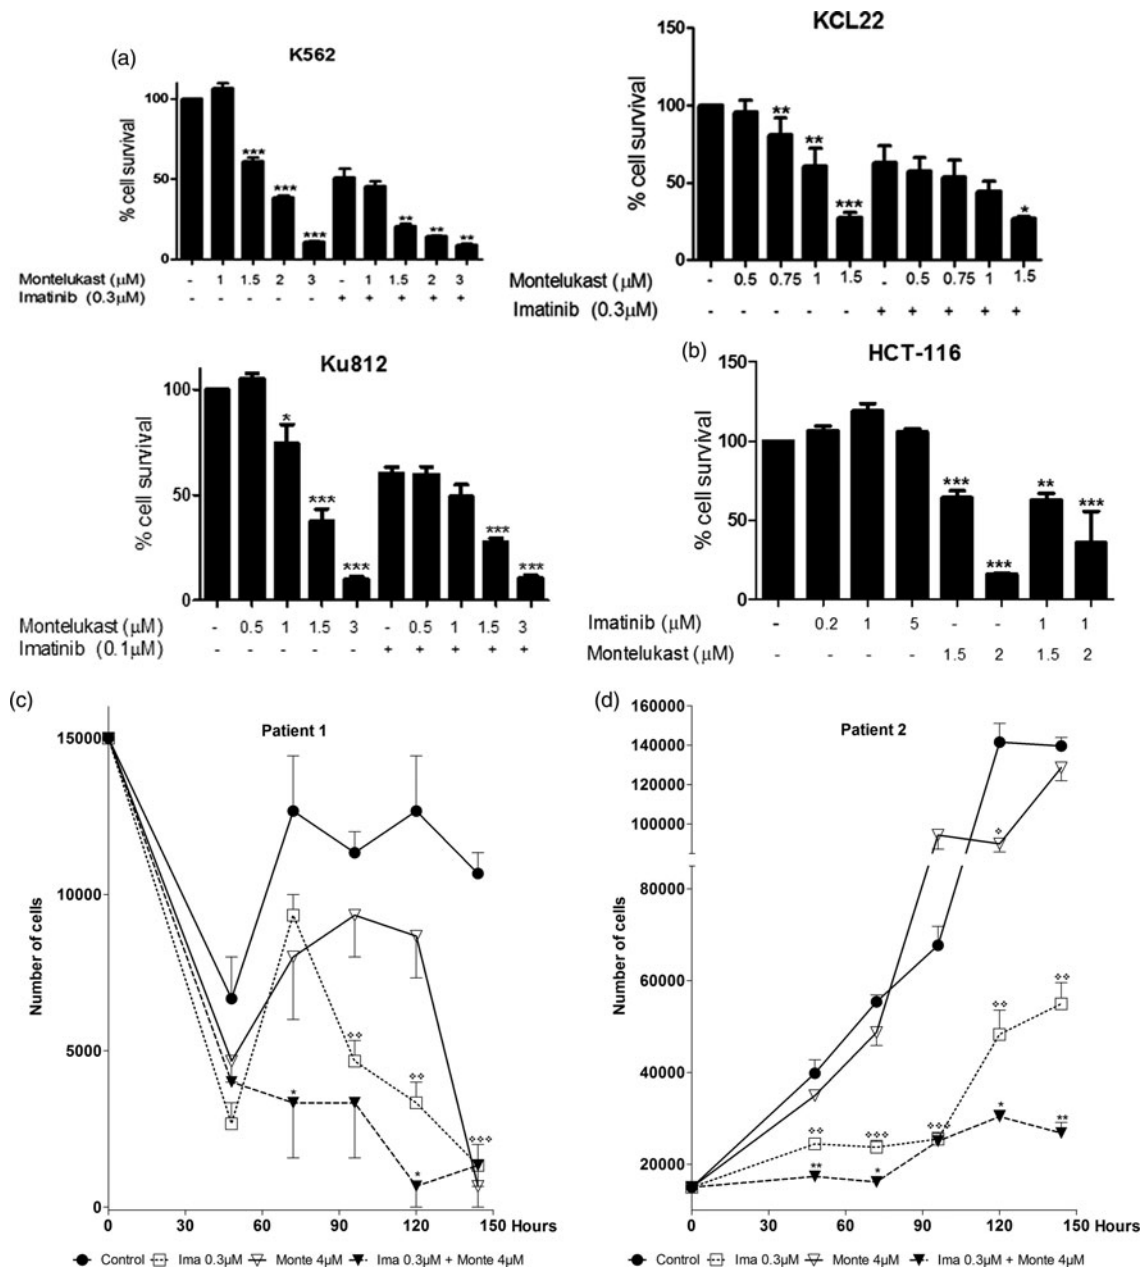 (a)
K562
% cell survival
100
50
0
***
***
***
**
**
**
Montelukast (µM) - 1 1.5 2 3 - 1 1.5 2 3
Imatinib (0.3µM) - - - - - + + + + +
KCL22
% cell survival
150
100
50
0
**
**
***
*
Montelukast (µM) - 0.5 0.75 1 1.5 - 0.5 0.75 1 1.5
Imatinib (0.3µM) - - - - - + + + + +
Ku812
% cell survival
100
50
0
*
***
***
***
***
Montelukast (µM) - 0.5 1 1.5 3 - 0.5 1 1.5 3
Imatinib (0.1µM) - - - - - + + + + +
(b)
HCT-116
% cell survival
150
100
50
0
***
***
**
***
Imatinib (µM) - 0.2 1 5 - - 1 1
Montelukast (µM) - - - - 1.5 2 1.5 2
(c)
Patient 1
Number of cells
15000
10000
5000
0
*
*
0 30 60 90 120 150 Hours
Control Ima 0.3µM Monte 4µM Ima 0.3µM + Monte 4µM
(d)
Patient 2
Number of cells
160000
140000
120000
100000
80000
60000
40000
20000
**
*
*
**
0 30 60 90 120 150 Hours
Control Ima 0.3µM Monte 4µM Ima 0.3µM + Monte 4µM